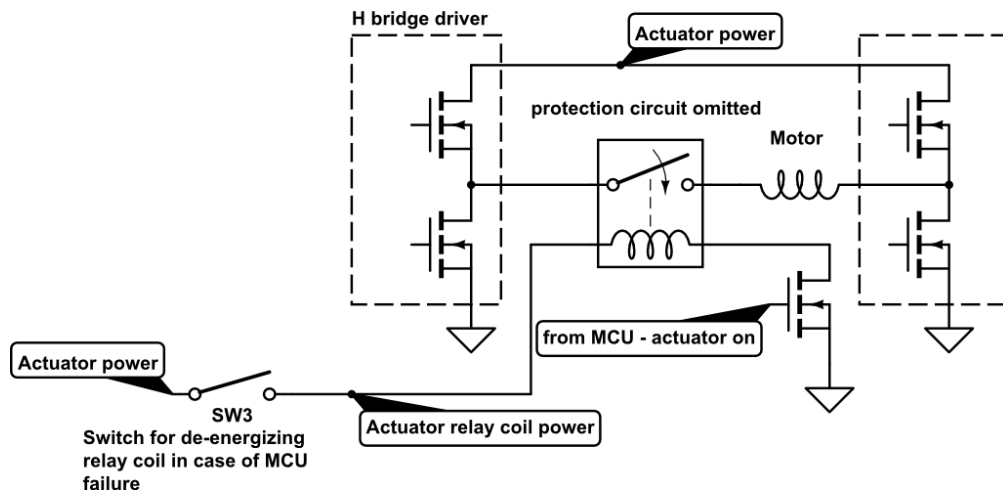 H bridge driver
Actuator power
protection circuit omitted
Motor
from MCU - actuator on
Actuator power
SW3
Switch for de-energizing
relay coil in case of MCU
failure
Actuator relay coil power